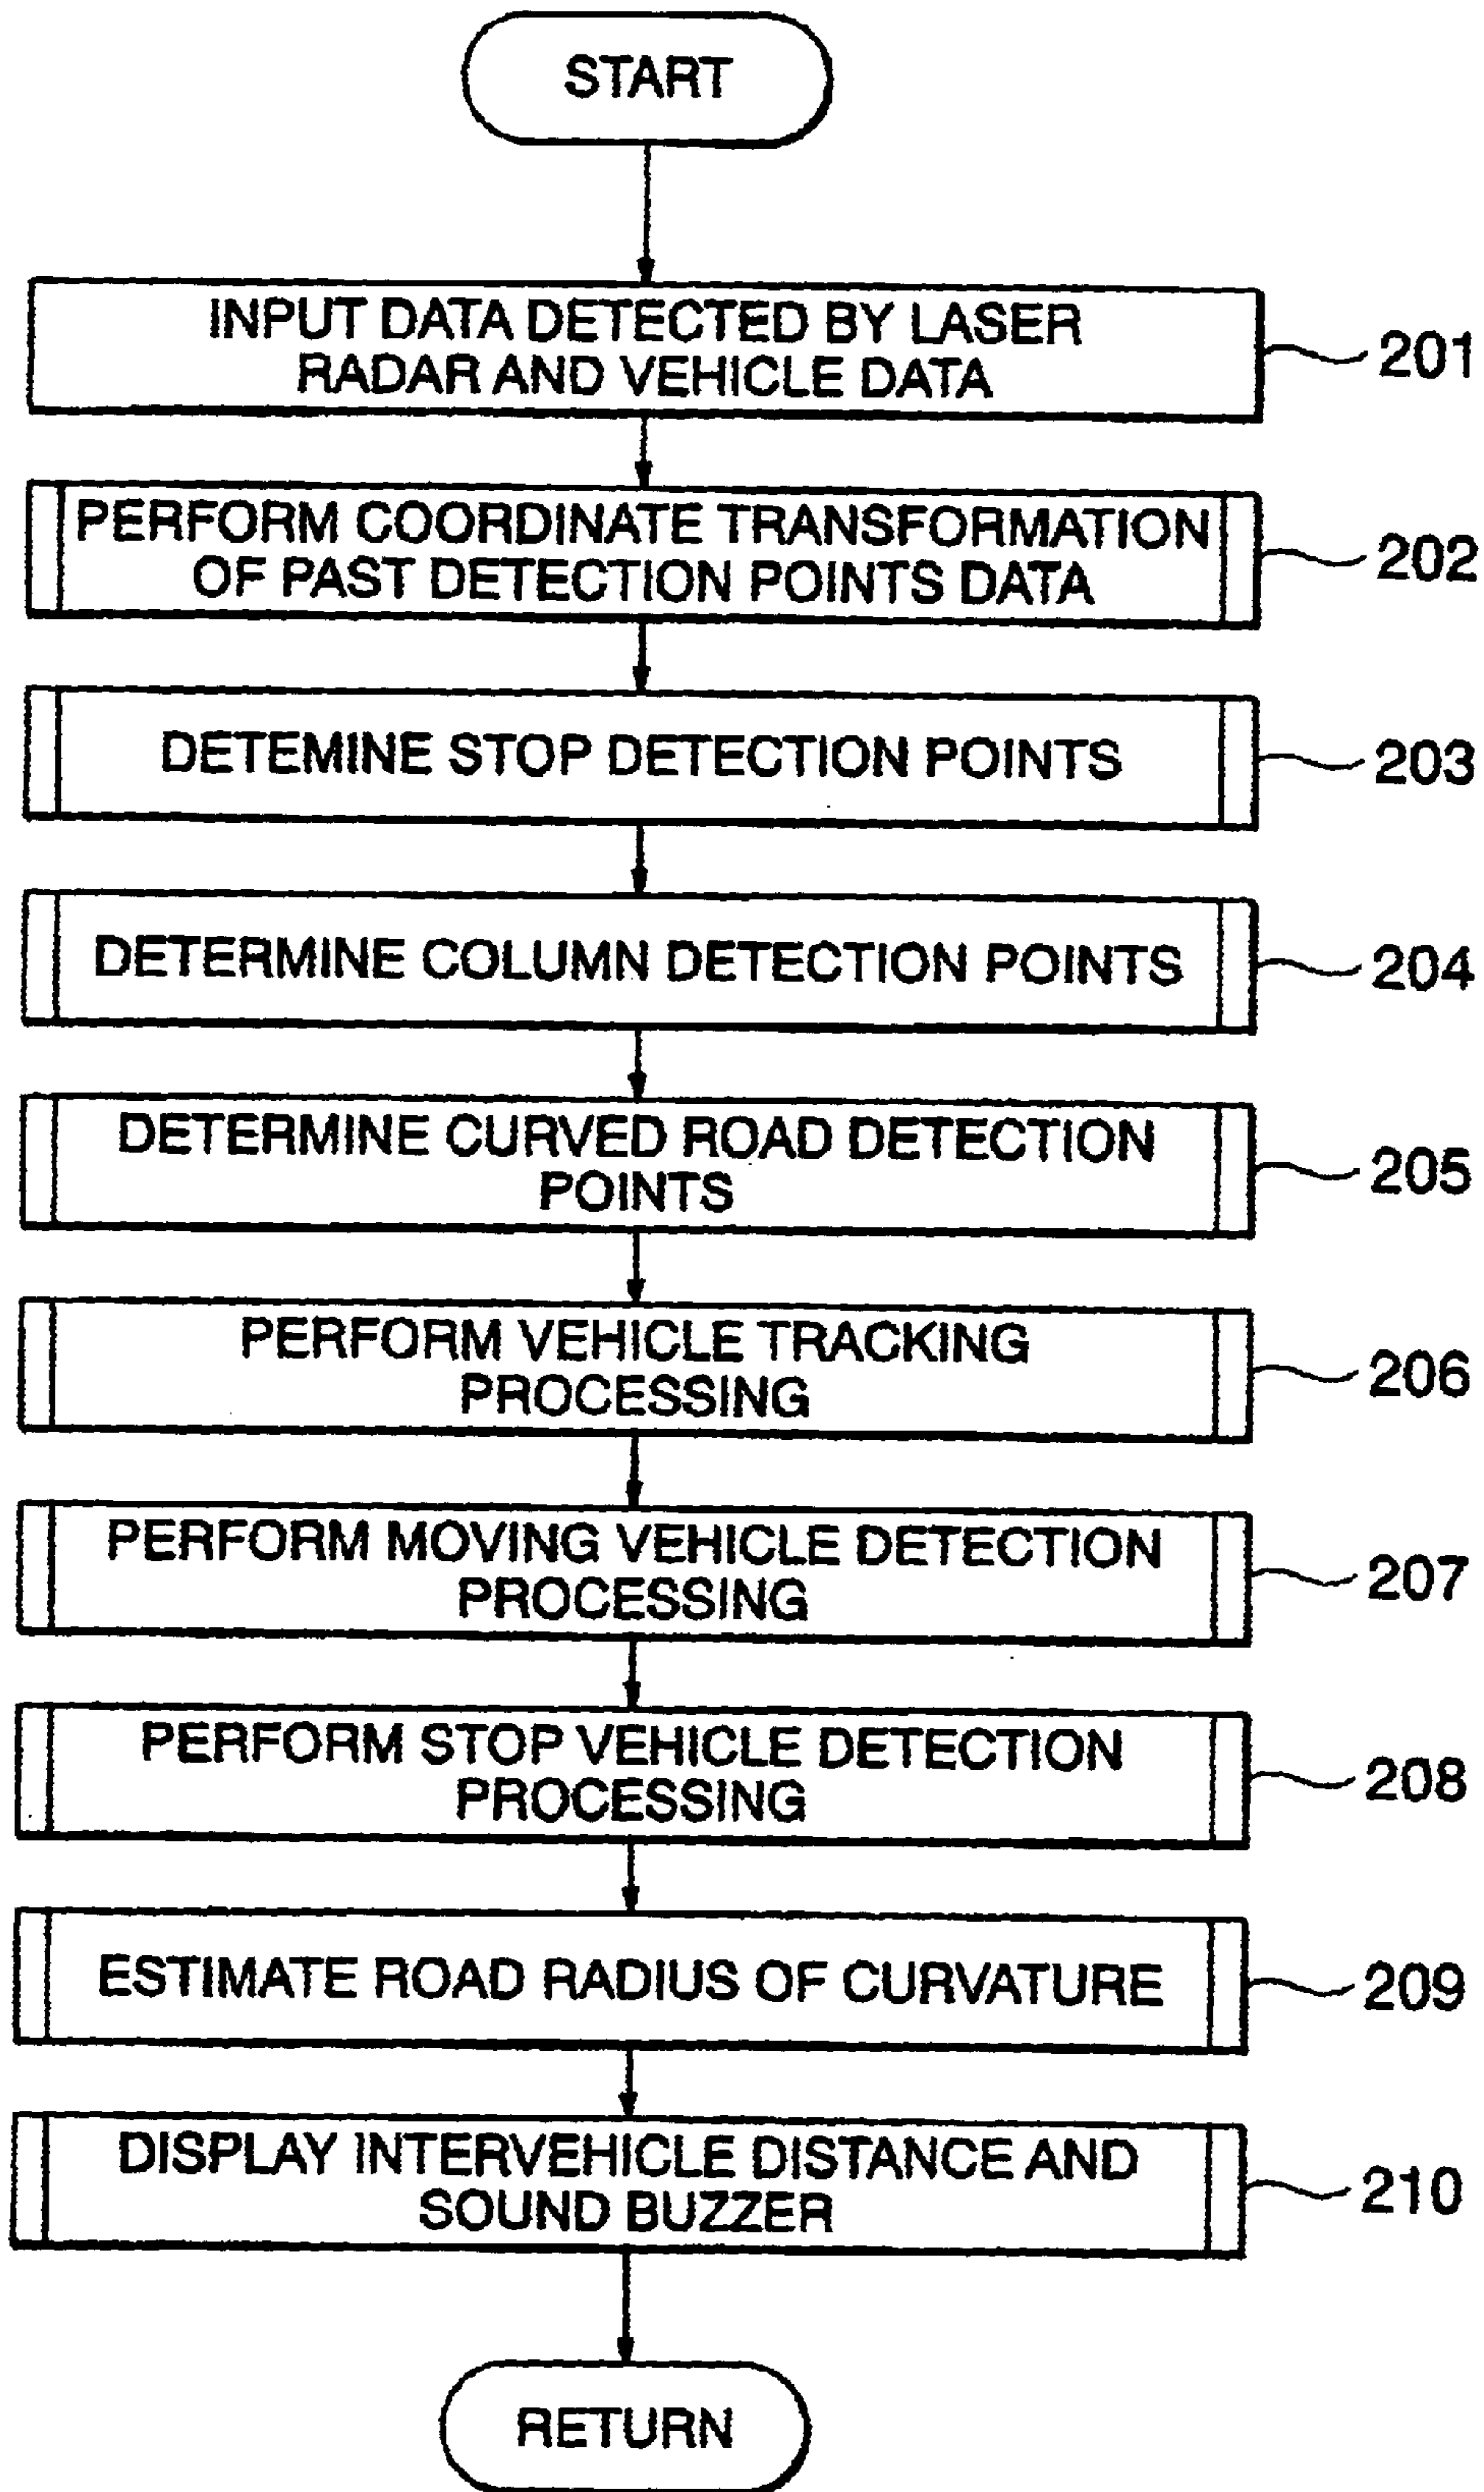 START
INPUT DATA DETECTED BY LASER
RADAR AND VEHICLE DATA
201
PERFORM COORDINATE TRANSFORMATION
OF PAST DETECTION POINTS DATA
202
DETEMINE STOP DETECTION POINTS
203
DETERMINE COLUMN DETECTION POINTS
204
DETERMINE CURVED ROAD DETECTION
POINTS
205
PERFORM VEHICLE TRACKING
PROCESSING
206
PERFORM MOVING VEHICLE DETECTION
PROCESSING
207
PERFORM STOP VEHICLE DETECTION
PROCESSING
208
ESTIMATE ROAD RADIUS OF CURVATURE
209
DISPLAY INTERVEHICLE DISTANCE AND
SOUND BUZZER
210
RETURN